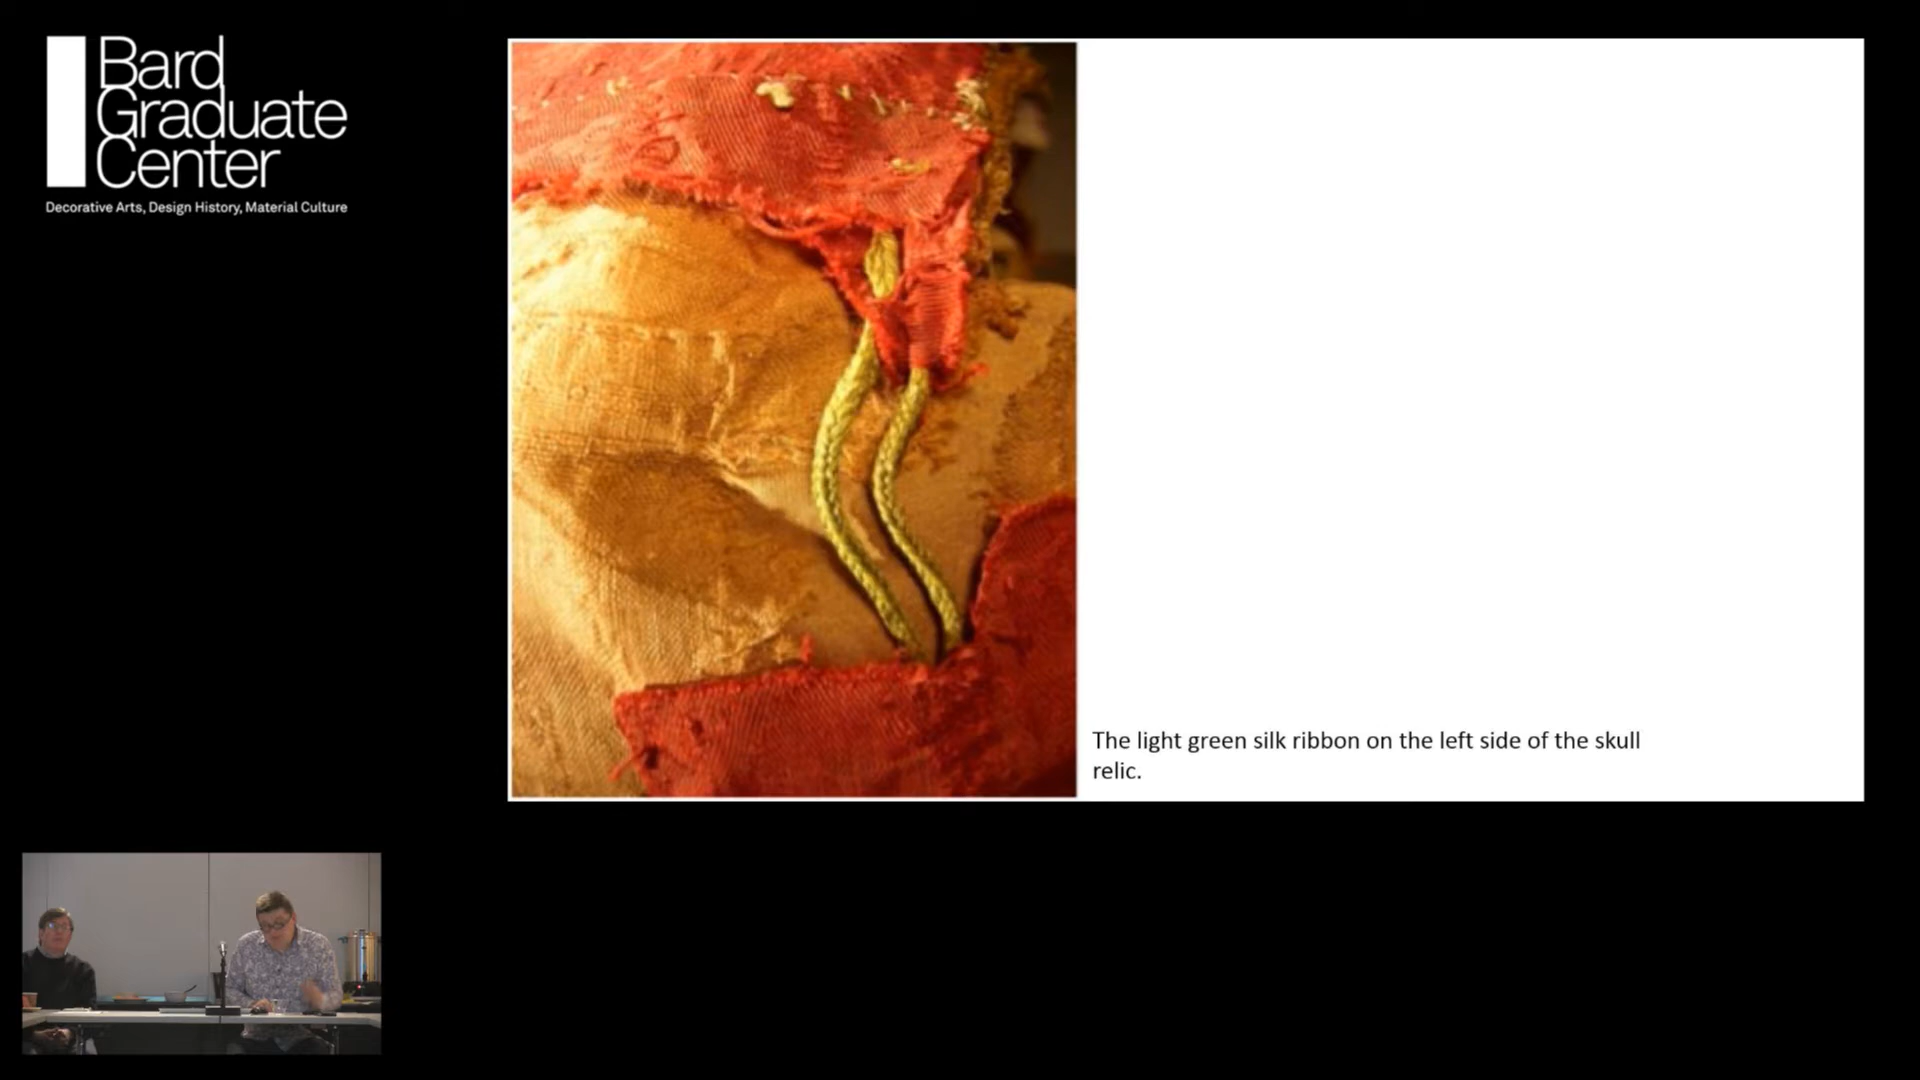 Bard
Graduate
Center
Decorative Arts, Design History, Material Culture
The light green silk ribbon on the left side of the skull
relic.